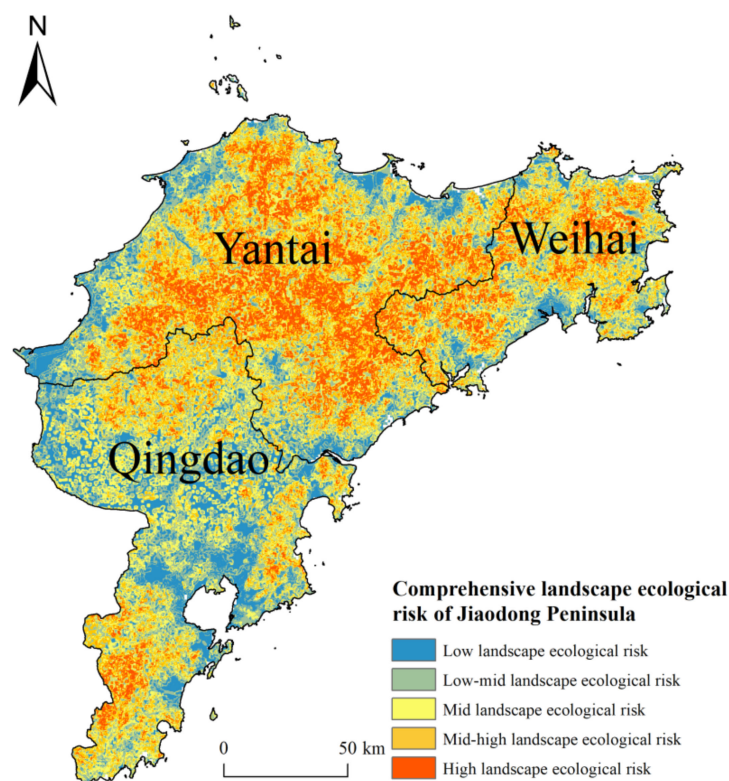 N
Yantai
Weihai
Qingdao
Comprehensive landscape ecological
risk of Jiaodong Peninsula
Low landscape ecological risk
Low-mid landscape ecological risk
Mid landscape ecological risk
Mid-high landscape ecological risk
High landscape ecological risk
0
50 km